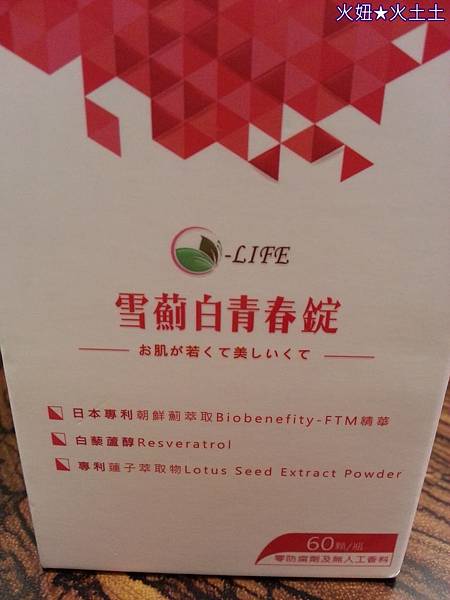 火妞★火土土
-LIFE
雪薊白青春錠
お肌が若くて美しいくて
日本專利朝鮮薊萃取Biobenefity-FTM精華
白藜蘆醇Resveratrol
專利蓮子萃取物Lotus Seed Extract Powder
60顆/瓶
零防腐劑及無人工香料